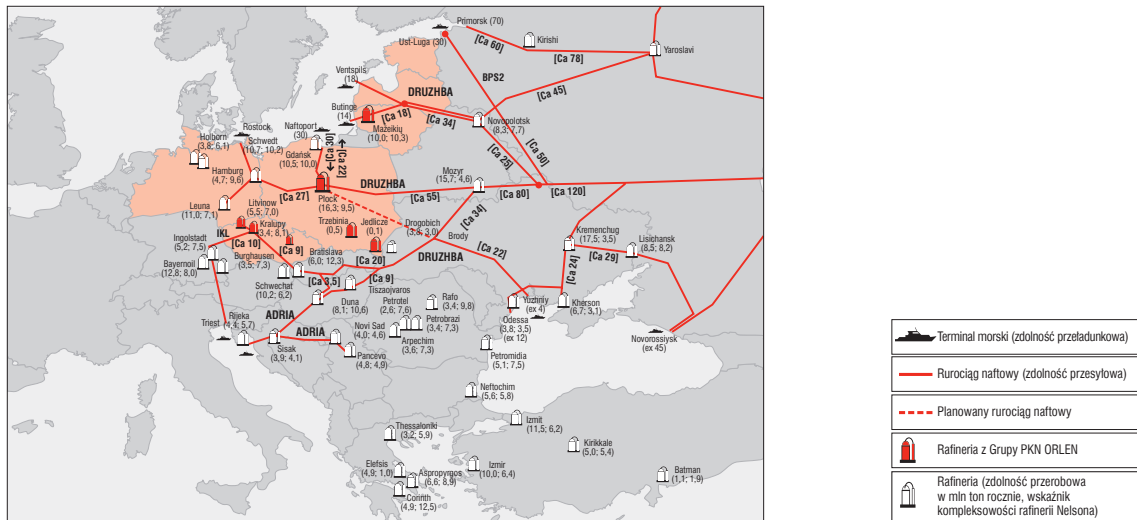 Primorsk (70)
Kirishi
Ust-Luga (30)
[Ca 60]
[Ca 78]
Yaroslavi
Ventspils
(18)
BPS2
DRUZHBA
[Ca 45]
Butinge
(14)
[Ca 18]
[Ca 34]
Mażeikių
(10,0; 10,3)
Novopolotsk
(8,3; 7,7)
Rostock
Holborn
(3,8; 6,1)
Schwedt
(10,7; 10,2)
Naftoport
(30)
[Ca 30]
[Ca 22]
Gdańsk
(10,5; 10,0)
[Ca 25]
[Ca 50]
Hamburg
(4,7; 9,6)
Mozyr
(15,7; 4,6)
DRUZHBA
[Ca 27]
[Ca 55]
[Ca 80]
[Ca 120]
Płock
(16,3; 9,5)
Leuna
(11,0; 7,1)
Litvinow
(5,5; 7,0)
Kralupy
(3,4; 8,1)
Trzebinia
(0,5)
Jedlicze
(0,1)
Drogobich
(3,8; 3,0)
[Ca 34]
Brody
Kremenchug
(17,5; 3,5)
Lisichansk
(8,5; 8,2)
IKL
[Ca 10]
[Ca 9]
Ingolstadt
(5,2; 7,5)
Bayernoil
(12,8; 8,0)
Burghausen
(3,5; 7,3)
Bratislava
(6,0; 12,3)
[Ca 20]
DRUZHBA
[Ca 22]
[Ca 24]
[Ca 29]
Schwechat
(10,2; 6,2)
[Ca 3,5]
[Ca 9]
Tiszaojvaros
Duna
(8,1; 10,6)
Petrotel
(2,6; 7,6)
Rafo
(3,4; 9,8)
Yuzhniy
(ex 4)
Kherson
(6,7; 3,1)
Odessa
(3,8; 3,5)
(ex 12)
Triest
Rijeka
(4,4; 5,7)
ADRIA
ADRIA
Novi Sad
(4,0; 4,6)
Petrobrazi
(3,4; 7,3)
Arpechim
(3,6; 7,3)
Sisak
(3,9; 4,1)
Pancevo
(4,8; 4,9)
Petromidia
(5,1; 7,5)
Novorossiysk
(ex 45)
Neftochim
(5,6; 5,8)
Izmit
(11,5; 6,2)
Thessaloniki
(3,2; 5,9)
Kirikkale
(5,0; 5,4)
Elefsis
(4,9; 1,0)
Aspropyrgos
(6,6; 8,9)
Izmir
(10,0; 6,4)
Batman
(1,1; 1,9)
Corinth
(4,9; 12,5)
Terminal morski (zdolność przeładunkowa)
Rurociąg naftowy (zdolność przesyłowa)
Planowany rurociąg naftowy
Rafineria z Grupy PKN ORLEN
Rafineria (zdolność przerobowa
w mln ton rocznie, wskaźnik
kompleksowości rafinerii Nelsona)